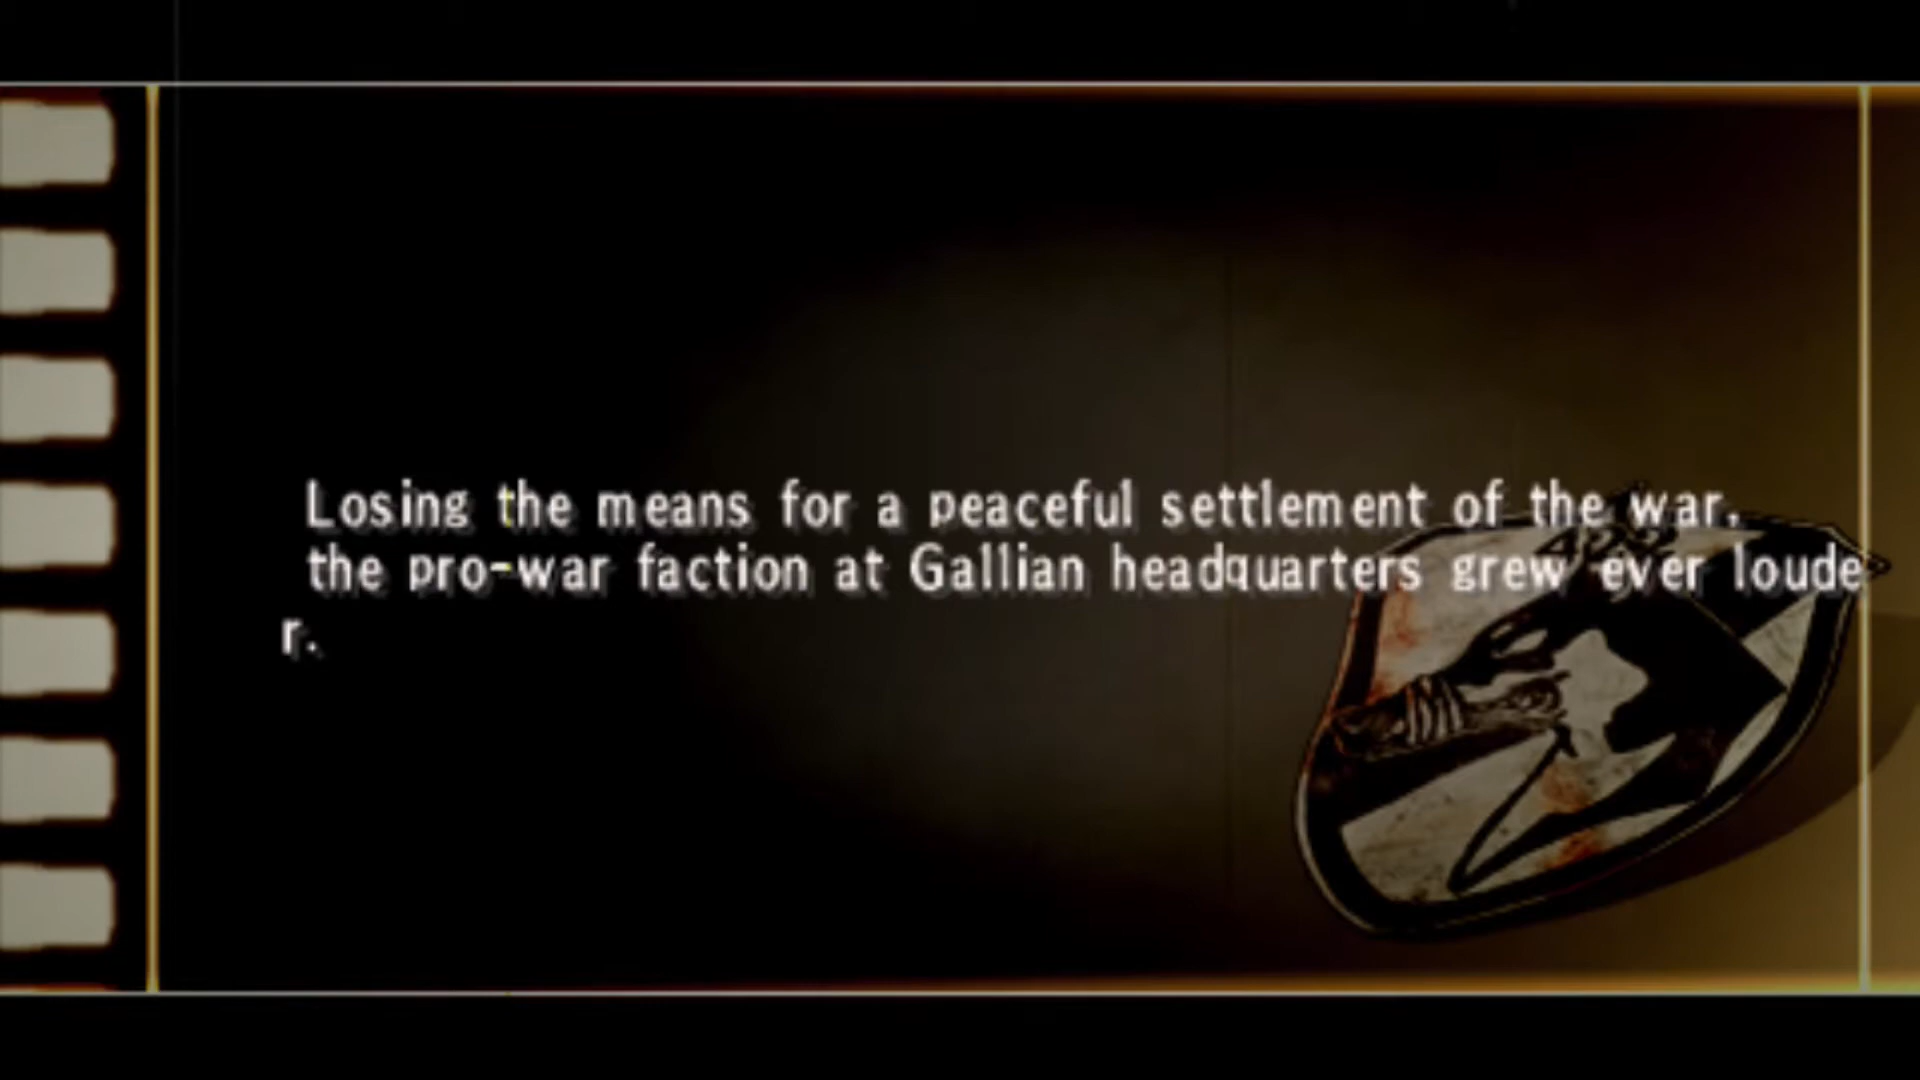 Losing the means for a peaceful settlement of the war,
the pro-war faction at Gallian headquarters grew ever loude
r.